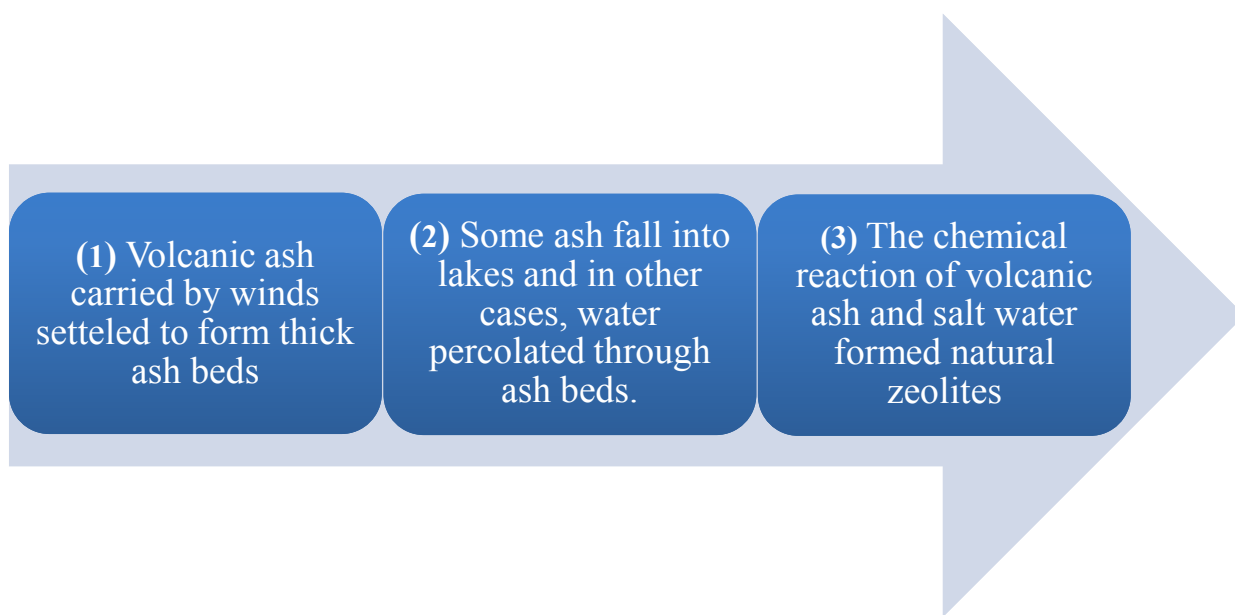 (1) Volcanic ash
carried by winds
setteled to form thick
ash beds
(2) Some ash fall into
lakes and in other
cases, water
percolated through
ash beds.
(3) The chemical
reaction of volcanic
ash and salt water
formed natural
zeolites